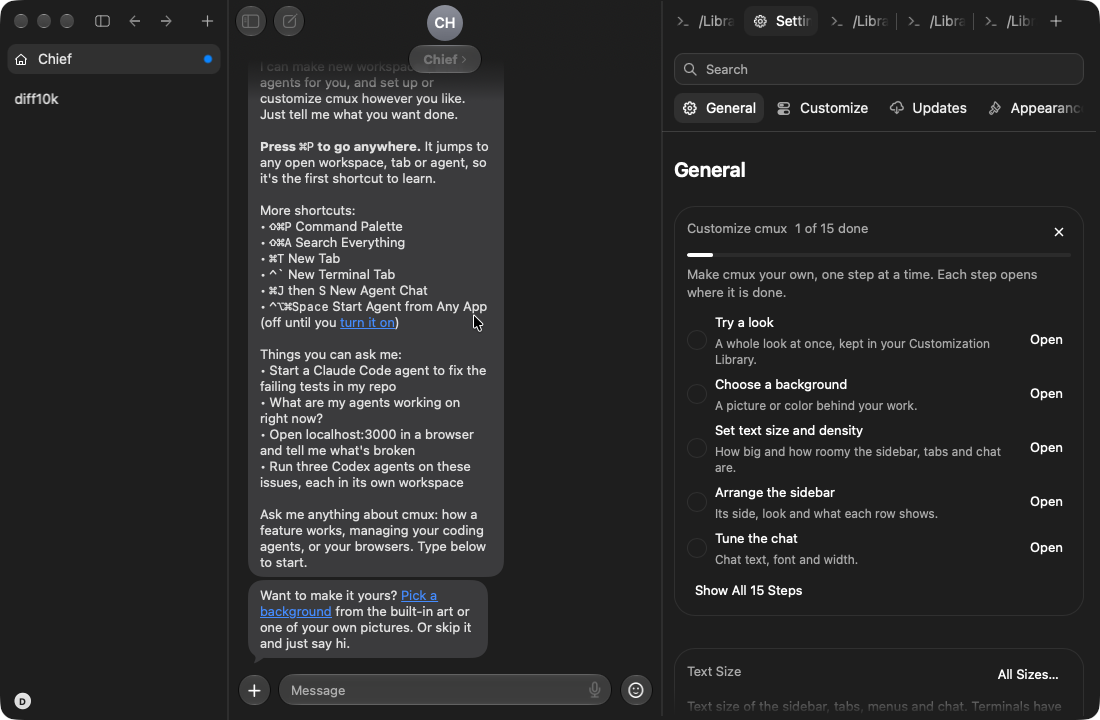 Chief
diff10k
D
CH
Chief ›
I can make new workspac
agents for you, and set up or
customize cmux however you like.
Just tell me what you want done.
Press ⌘P to go anywhere. It jumps to
any open workspace, tab or agent, so
it's the first shortcut to learn.
More shortcuts:
• ⇧⌘P Command Palette
• ⇧⌘A Search Everything
• ⌘T New Tab
• ^` New Terminal Tab
• ⌘J then S New Agent Chat
• ^⌥⌘Space Start Agent from Any App
(off until you turn it on)
Things you can ask me:
• Start a Claude Code agent to fix the
failing tests in my repo
• What are my agents working on
right now?
• Open localhost:3000 in a browser
and tell me what's broken
• Run three Codex agents on these
issues, each in its own workspace
Ask me anything about cmux: how a
feature works, managing your coding
agents, or your browsers. Type below
to start.
Want to make it yours? Pick a
background from the built-in art or
one of your own pictures. Or skip it
and just say hi.
Message
/Libra Settin /Libra /Libra /Libr
Search
General Customize Updates Appearanc
General
Customize cmux 1 of 15 done
Make cmux your own, one step at a time. Each step opens
where it is done.
Try a look
A whole look at once, kept in your Customization
Library.
Open
Choose a background
A picture or color behind your work.
Open
Set text size and density
How big and how roomy the sidebar, tabs and chat
are.
Open
Arrange the sidebar
Its side, look and what each row shows.
Open
Tune the chat
Chat text, font and width.
Open
Show All 15 Steps
Text Size
All Sizes...
Text size of the sidebar, tabs, menus and chat. Terminals have